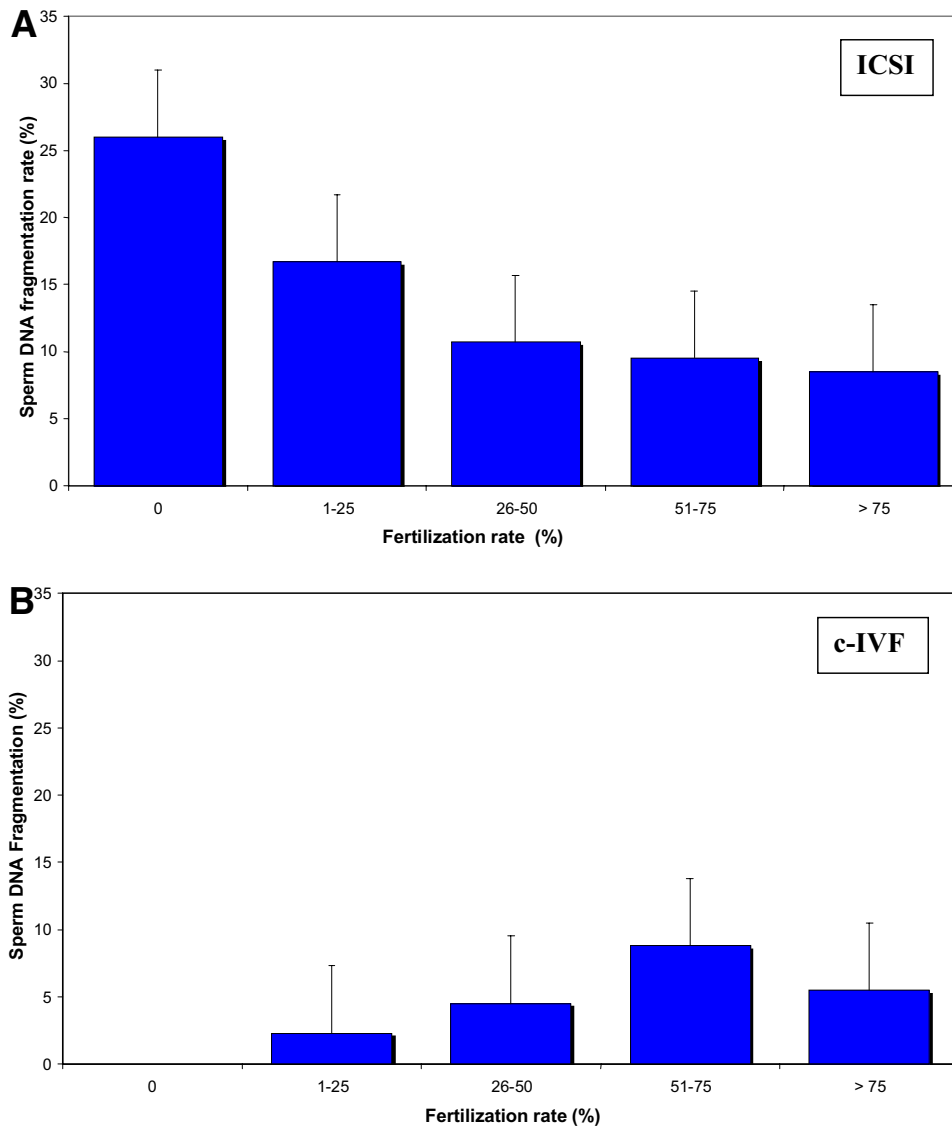 A
ICSI
Sperm DNA fragmentation rate (%)
35
30
25
20
15
10
5
0
0 1-25 26-50 51-75 > 75
Fertilization rate (%)
B
c-IVF
Sperm DNA Fragmentation (%)
35
30
25
20
15
10
5
0
0 1-25 26-50 51-75 > 75
Fertilization rate (%)